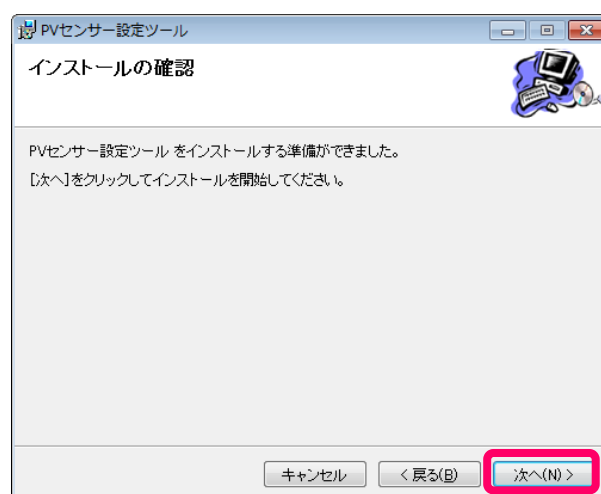 PVセンサー設定ツール
インストールの確認
PVセンサー設定ツール をインストールする準備ができました。
[次へ]をクリックしてインストールを開始してください。
キャンセル
< 戻る(B)
次へ(N) >